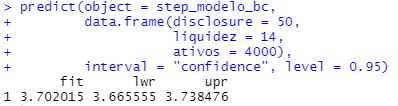 > predict(object = step_modelo_bc,
+ data.frame(disclosure = 50,
+ liquidez = 14,
+ ativos = 4000),
+ interval = "confidence", level = 0.95)
fit lwr upr
1 3.702015 3.665555 3.738476